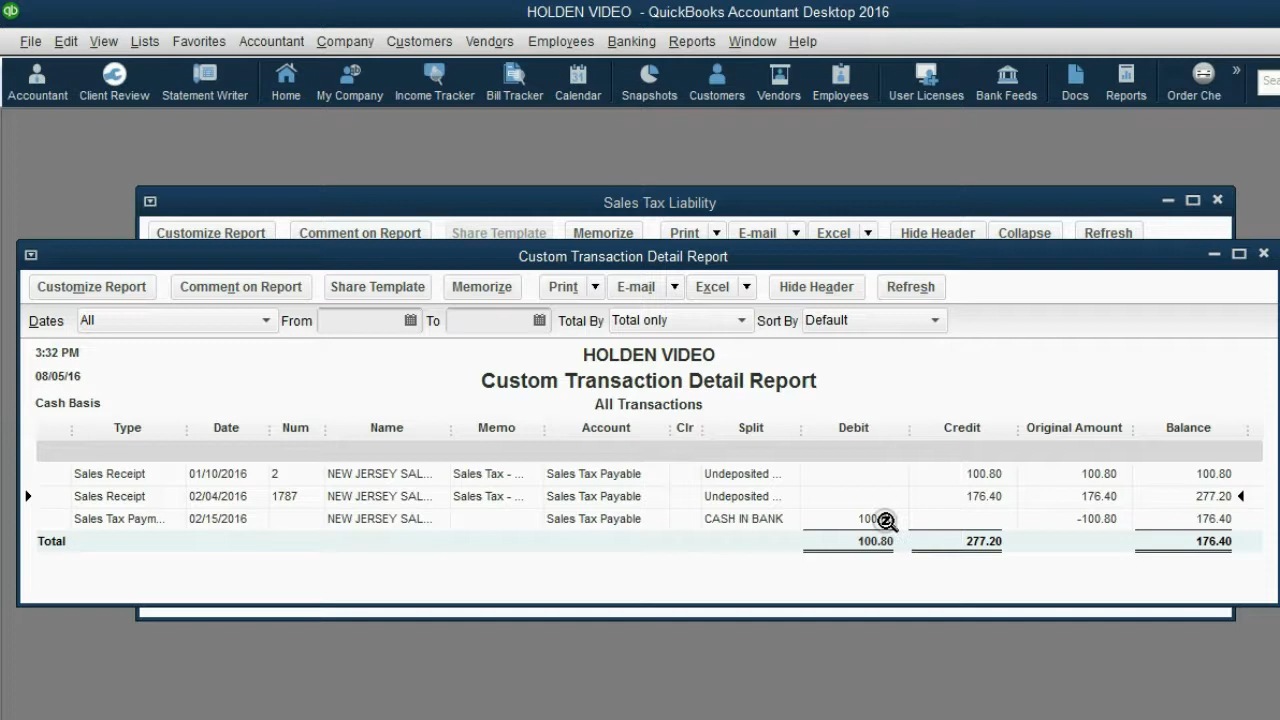 qb HOLDEN VIDEO - QuickBooks Accountant Desktop 2016
File Edit View Lists Favorites Accountant Company Customers Vendors Employees Banking Reports Window Help
Accountant Client Review Statement Writer Home My Company Income Tracker Bill Tracker 31 Calendar Snapshots Customers Vendors Employees User Licenses Bank Feeds Docs Reports Order Che » Sea
Sales Tax Liability
Customize Report Comment on Report Share Template Memorize Print E-mail Excel Hide Header Collapse Refresh
Custom Transaction Detail Report
Customize Report Comment on Report Share Template Memorize Print E-mail Excel Hide Header Refresh
Dates All From To Total By Total only Sort By Default
3:32 PM HOLDEN VIDEO
08/05/16 Custom Transaction Detail Report
Cash Basis All Transactions
Type Date Num Name Memo Account Clr Split Debit Credit Original Amount Balance
Sales Receipt 01/10/2016 2 NEW JERSEY SAL... Sales Tax - ... Sales Tax Payable Undeposited ... 100.80 100.80 100.80
Sales Receipt 02/04/2016 1787 NEW JERSEY SAL... Sales Tax - ... Sales Tax Payable Undeposited ... 176.40 176.40 277.20
Sales Tax Paym... 02/15/2016 NEW JERSEY SAL... Sales Tax Payable CASH IN BANK 100 -100.80 176.40
Total 100.80 277.20 176.40